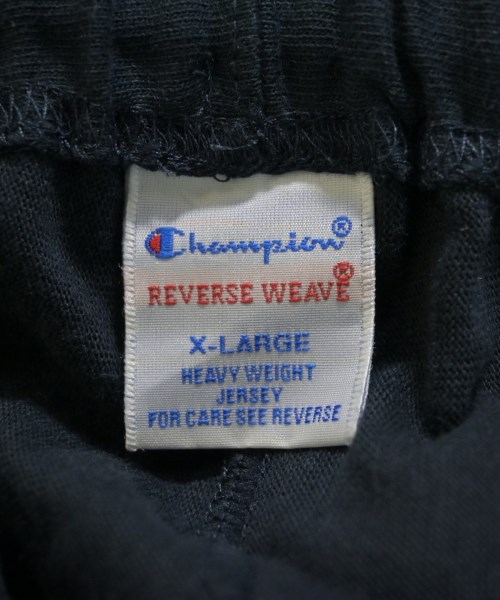 Champion®
REVERSE WEAVE®
X-LARGE
HEAVY WEIGHT
JERSEY
FOR CARE SEE REVERSE